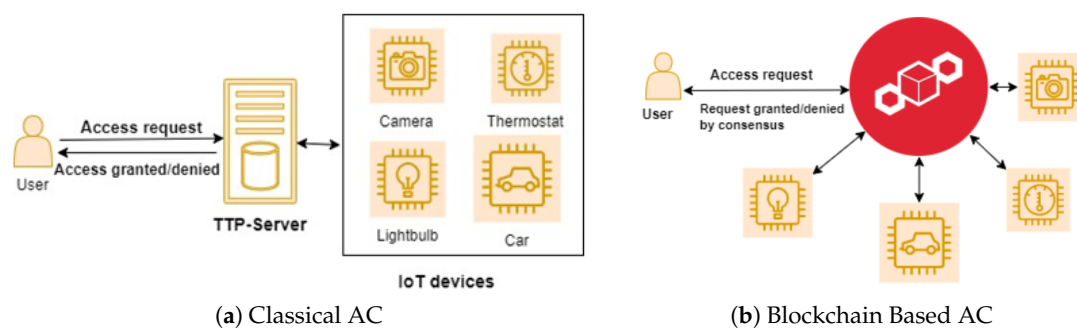 Access request
Access granted/denied
User
TTP-Server
Camera
Thermostat
Lightbulb
Car
IoT devices
(a) Classical AC
Access request
Request granted/denied
by consensus
User
(b) Blockchain Based AC